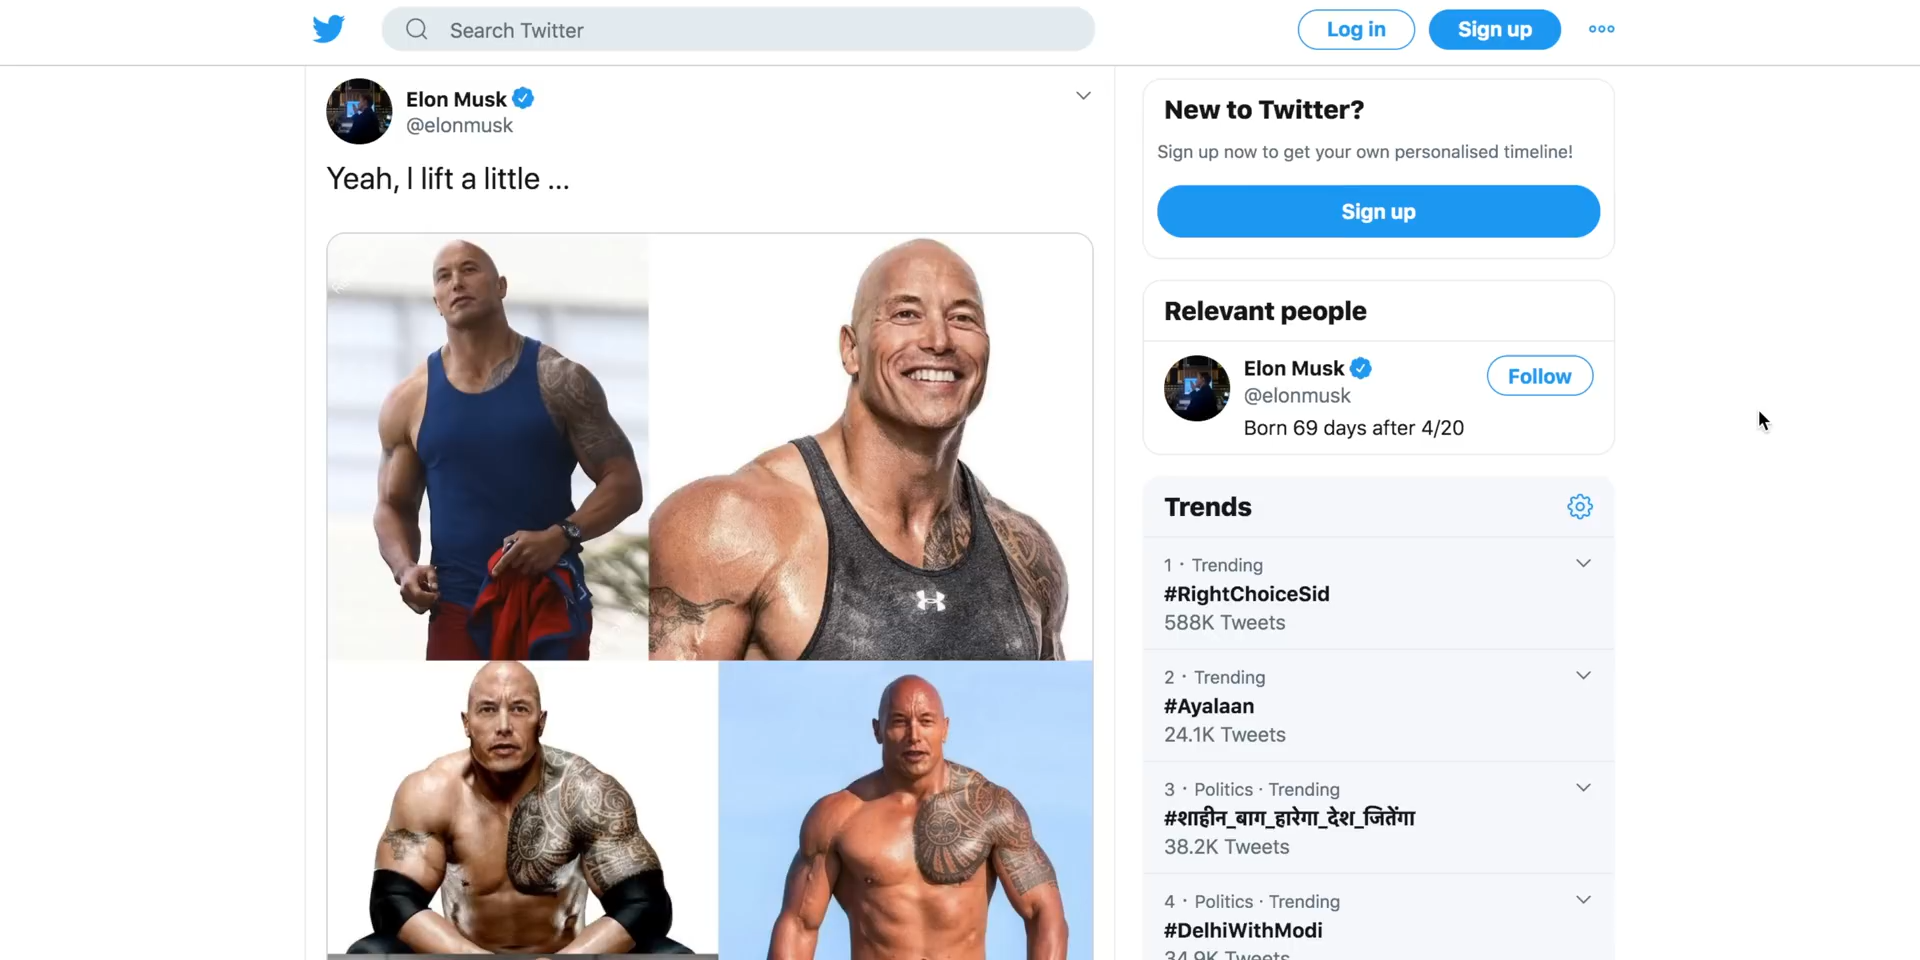 Search Twitter
Log in
Sign up
Elon Musk
@elonmusk
Yeah, I lift a little ...
New to Twitter?
Sign up now to get your own personalised timeline!
Sign up
Relevant people
Elon Musk
@elonmusk
Follow
Born 69 days after 4/20
Trends
1 · Trending
#RightChoiceSid
588K Tweets
2 · Trending
#Ayalaan
24.1K Tweets
3 · Politics · Trending
#शाहीन_बाग_हारेगा_देश_जितेंगा
38.2K Tweets
4 · Politics · Trending
#DelhiWithModi
34.9K Tweets